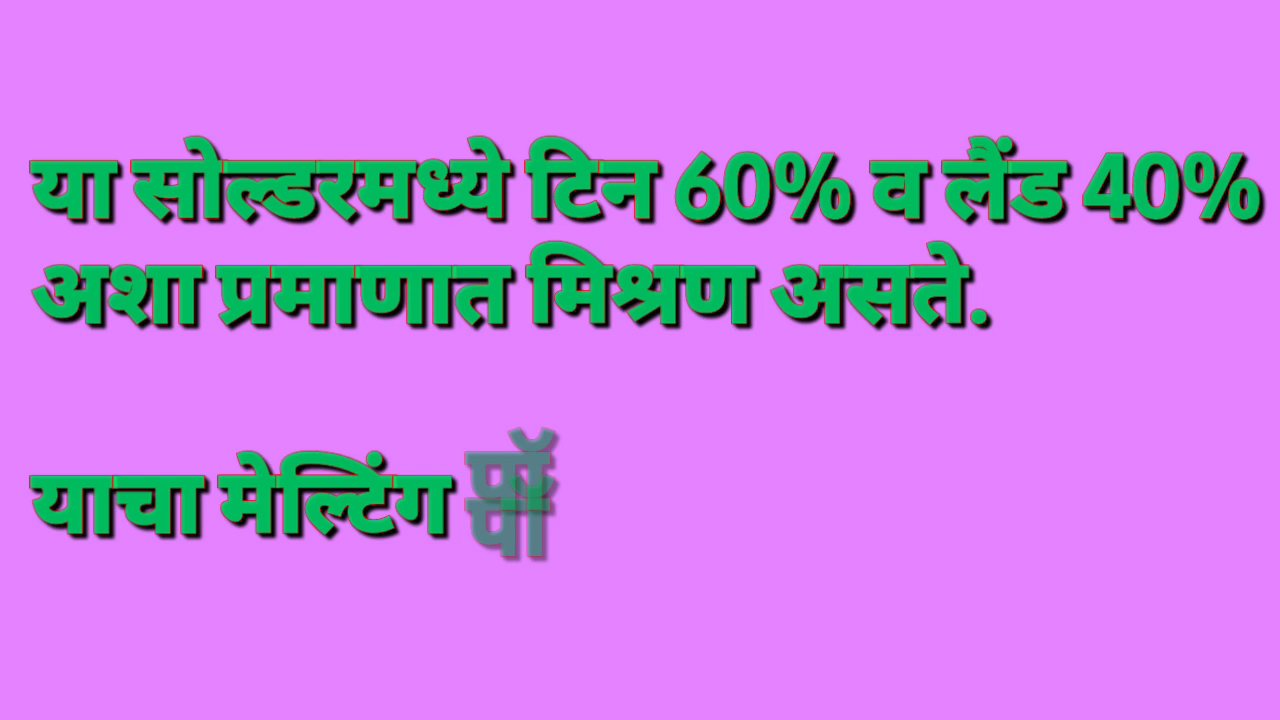 या सोल्डरमध्ये टिन 60% व लैंड 40%
अशा प्रमाणात मिश्रण असते.
याचा मेल्टिंग